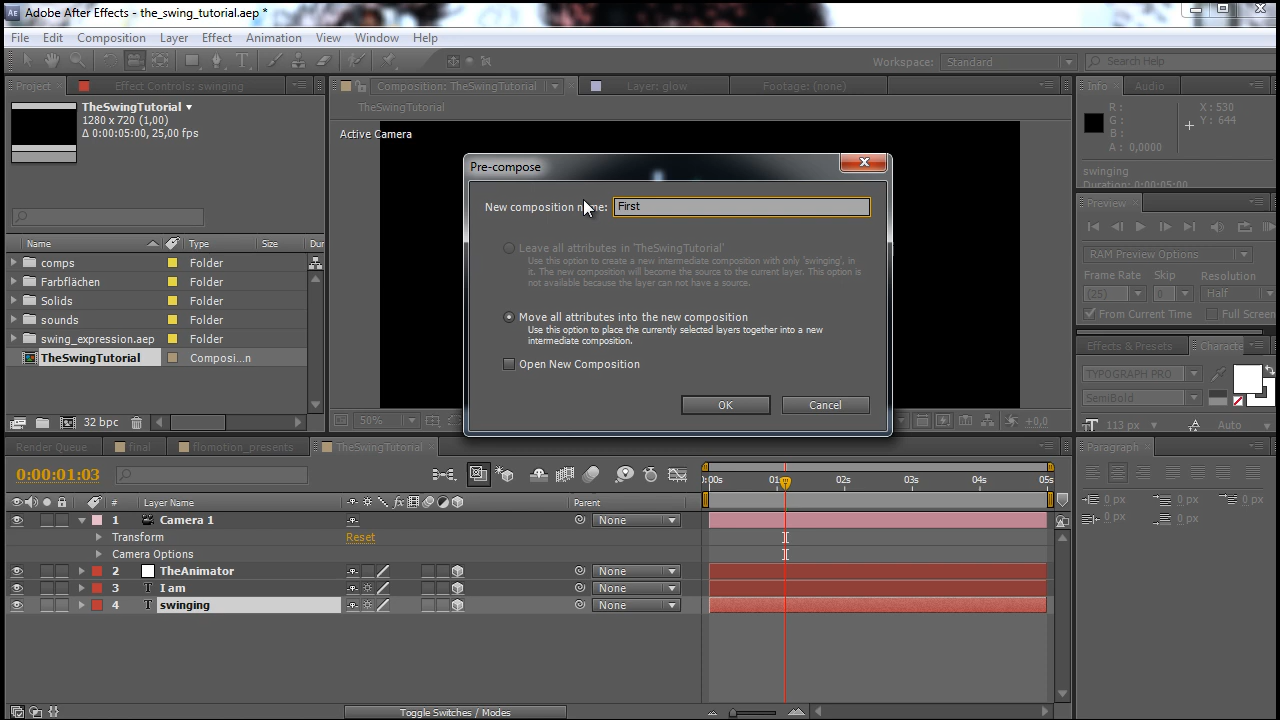 Adobe After Effects - the_swing_tutorial.aep *
File Edit Composition Layer Effect Animation View Window Help
Workspace: Standard Search Help
Project Effect Controls: swinging Composition: TheSwingTutorial Layer: glow Footage: (none) Info Audio
TheSwingTutorial
1280 x 720 (1,00)
Δ 0:00:05:00, 25,00 fps
TheSwingTutorial
Active Camera
R : X : 530
G : Y : 644
B :
A : 0,0000
swinging
Duration: 0:00:05:00
Pre-compose
New composition name: First
Leave all attributes in 'TheSwingTutorial'
Use this option to create a new intermediate composition with only 'swinging', in
it. The new composition will become the source to the current layer. This option is
not available because the layer can not have a source.
Move all attributes into the new composition
Use this option to place the currently selected layers together into a new
intermediate composition.
Open New Composition
OK Cancel
Name Type Size Dur
comps Folder
Farbflächen Folder
Solids Folder
sounds Folder
swing_expression.aep Folder
TheSwingTutorial Composi...n
32 bpc
50% +0,0
Preview
RAM Preview Options
Frame Rate Skip Resolution
(25) 0 Half
From Current Time Full Screen
Effects & Presets Characte
TYPOGRAPH PRO
SemiBold
113 px Auto
Render Queue final flomotion_presents TheSwingTutorial
Paragraph
0 px 0 px 0 px
0 px 0 px
0:00:01:03
:00s 02s 03s 04s 05s
# Layer Name Parent
1 Camera 1 None
Transform Reset
Camera Options
2 TheAnimator None
3 I am None
4 swinging None
Toggle Switches / Modes